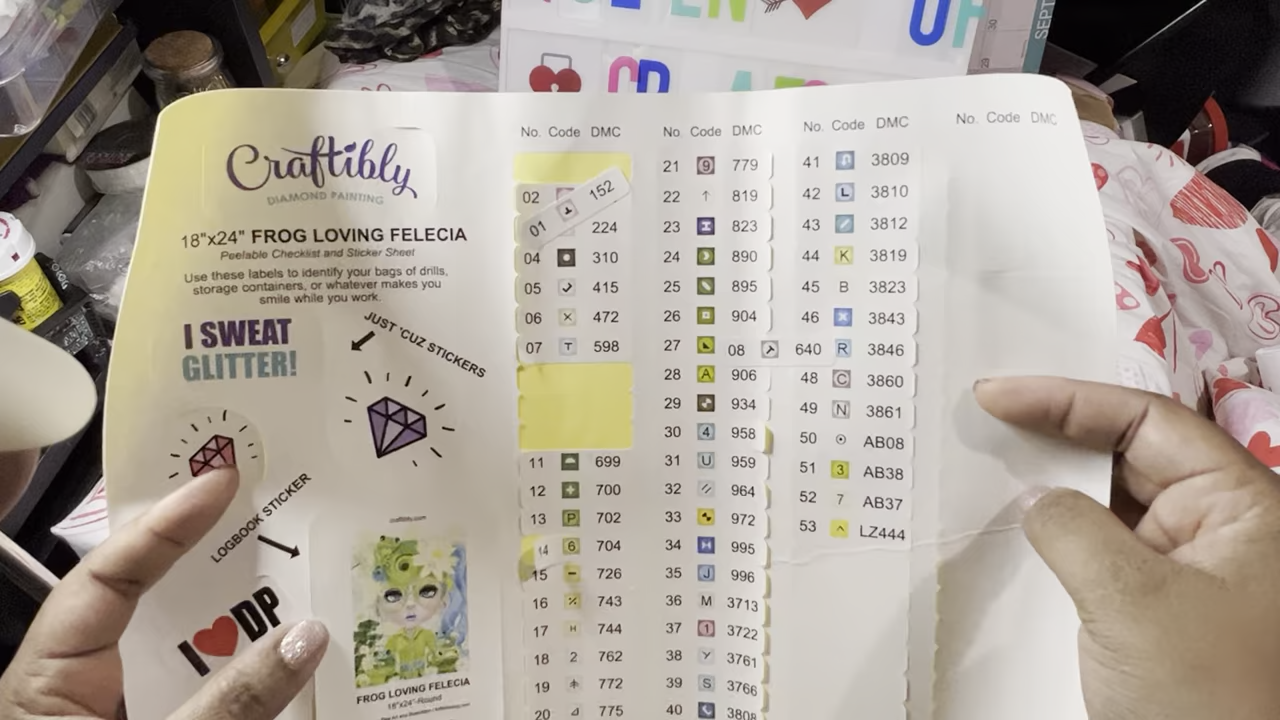 Craftibly
DIAMOND PAINTING
18"x24" FROG LOVING FELECIA
Peelable Checklist and Sticker Sheet
Use these labels to identify your bags of drills,
storage containers, or whatever makes you
smile while you work.
I SWEAT
GLITTER!
JUST 'CUZ STICKERS
LOGBOOK STICKER
I ❤ DP
craftibly.com
FROG LOVING FELECIA
18"x24"-Round
No. Code DMC
02
01 152
224
04 310
05 415
06 472
07 T 598
11 699
12 700
13 P 702
14 6 704
15 726
16 743
17 H 744
18 2 762
19 772
20 775
No. Code DMC
21 9 779
22 ↑ 819
23 823
24 890
25 895
26 904
27
08 640
28 A 906
29 934
30 4 958
31 U 959
32 964
33 972
34 995
35 J 996
36 M 3713
37 1 3722
38 Y 3761
39 S 3766
40 3808
No. Code DMC
41 3809
42 L 3810
43 3812
44 K 3819
45 B 3823
46 3843
R 3846
48 C 3860
49 N 3861
50 AB08
51 3 AB38
52 7 AB37
53 LZ444
No. Code DMC
SEPT